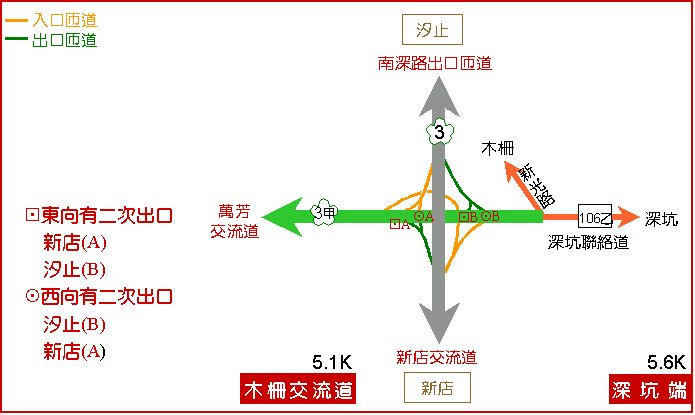 入口匝道
出口匝道
汐止
南深路出口匝道
3
木柵
新光路
萬芳
交流道
3甲
A
A
B
B
106乙
深坑
深坑聯絡道
⊡東向有二次出口
新店(A)
汐止(B)
⊙西向有二次出口
汐止(B)
新店(A)
新店交流道
新店
5.1K
木柵交流道
5.6K
深坑端